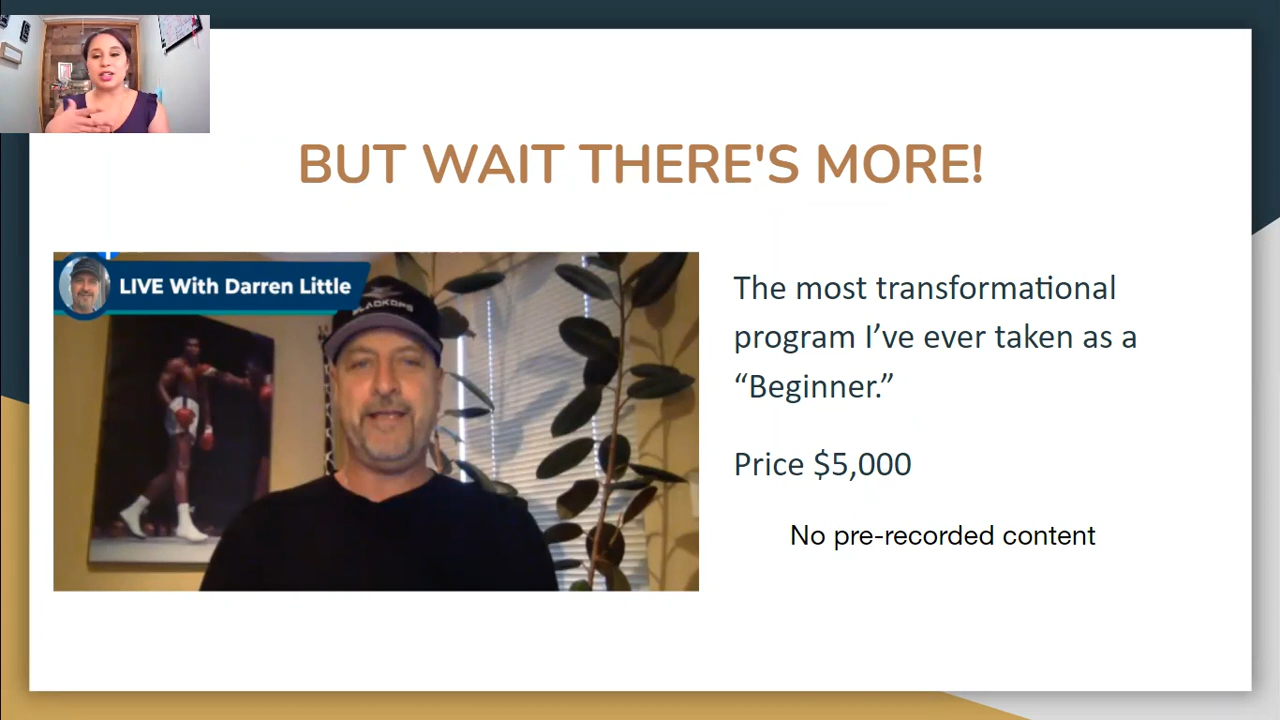 BUT WAIT THERE'S MORE!
LIVE With Darren Little
BLACKOPS
The most transformational
program I’ve ever taken as a
“Beginner.”
Price $5,000
No pre-recorded content